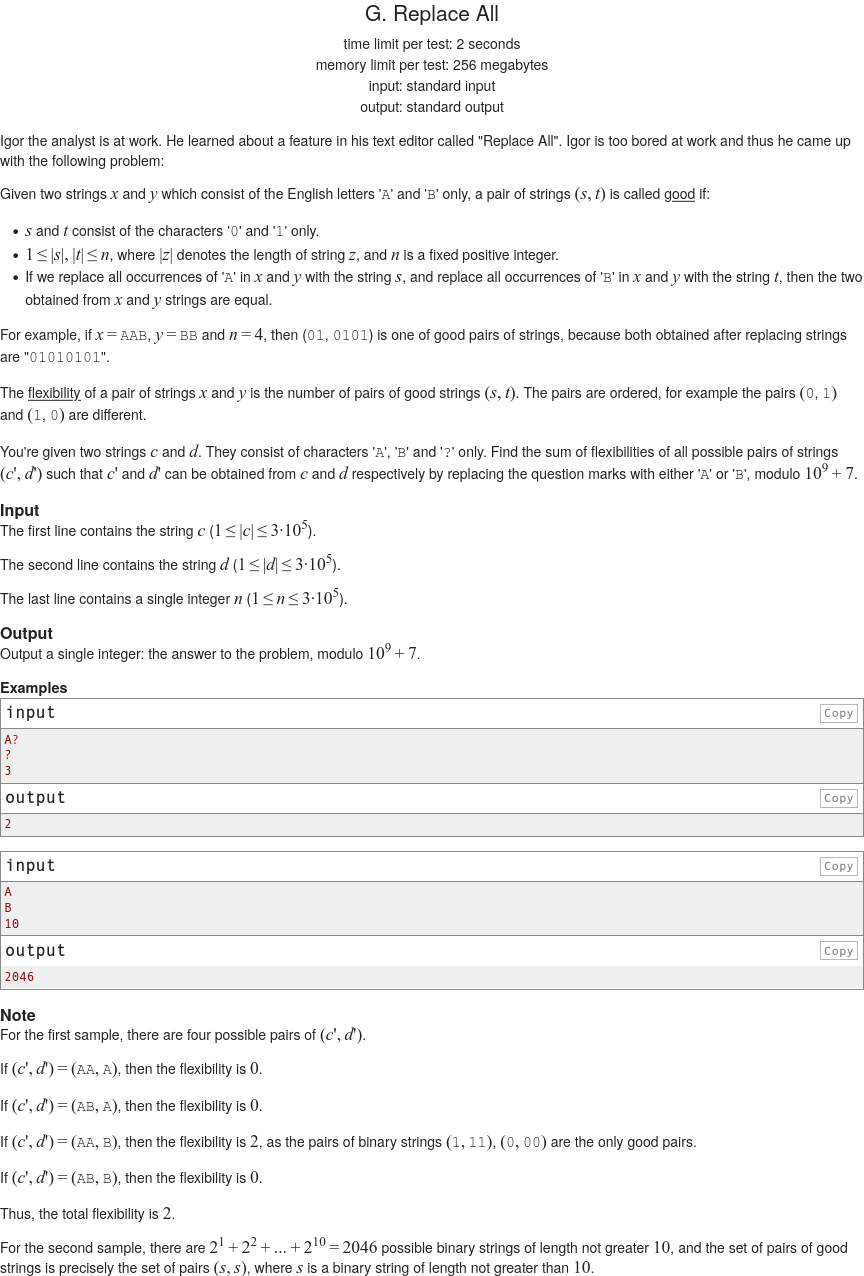 G. Replace All
time limit per test: 2 seconds
memory limit per test: 256 megabytes
input: standard input
output: standard output
Igor the analyst is at work. He learned about a feature in his text editor called "Replace All". Igor is too bored at work and thus he came up
with the following problem:
Given two strings x and y which consist of the English letters 'A' and 'B' only, a pair of strings (s, t) is called good if:
• s and t consist of the characters '0' and '1' only.
• 1 ≤ |s|, |t| ≤ n, where |z| denotes the length of string z, and n is a fixed positive integer.
• If we replace all occurrences of 'A' in x and y with the string s, and replace all occurrences of 'B' in x and y with the string t, then the two
obtained from x and y strings are equal.
For example, if x = AAB, y = BB and n = 4, then (01, 0101) is one of good pairs of strings, because both obtained after replacing strings
are "01010101".
The flexibility of a pair of strings x and y is the number of pairs of good strings (s, t). The pairs are ordered, for example the pairs (0, 1)
and (1, 0) are different.
You're given two strings c and d. They consist of characters 'A', 'B' and '?' only. Find the sum of flexibilities of all possible pairs of strings
(c', d') such that c' and d' can be obtained from c and d respectively by replacing the question marks with either 'A' or 'B', modulo 10^9 + 7.
Input
The first line contains the string c (1 ≤ |c| ≤ 3·10^5).
The second line contains the string d (1 ≤ |d| ≤ 3·10^5).
The last line contains a single integer n (1 ≤ n ≤ 3·10^5).
Output
Output a single integer: the answer to the problem, modulo 10^9 + 7.
Examples
input Copy
A?
?
3
output Copy
2
input Copy
A
B
10
output Copy
2046
Note
For the first sample, there are four possible pairs of (c', d').
If (c', d') = (AA, A), then the flexibility is 0.
If (c', d') = (AB, A), then the flexibility is 0.
If (c', d') = (AA, B), then the flexibility is 2, as the pairs of binary strings (1, 11), (0, 00) are the only good pairs.
If (c', d') = (AB, B), then the flexibility is 0.
Thus, the total flexibility is 2.
For the second sample, there are 2^1 + 2^2 + ... + 2^10 = 2046 possible binary strings of length not greater 10, and the set of pairs of good
strings is precisely the set of pairs (s, s), where s is a binary string of length not greater than 10.